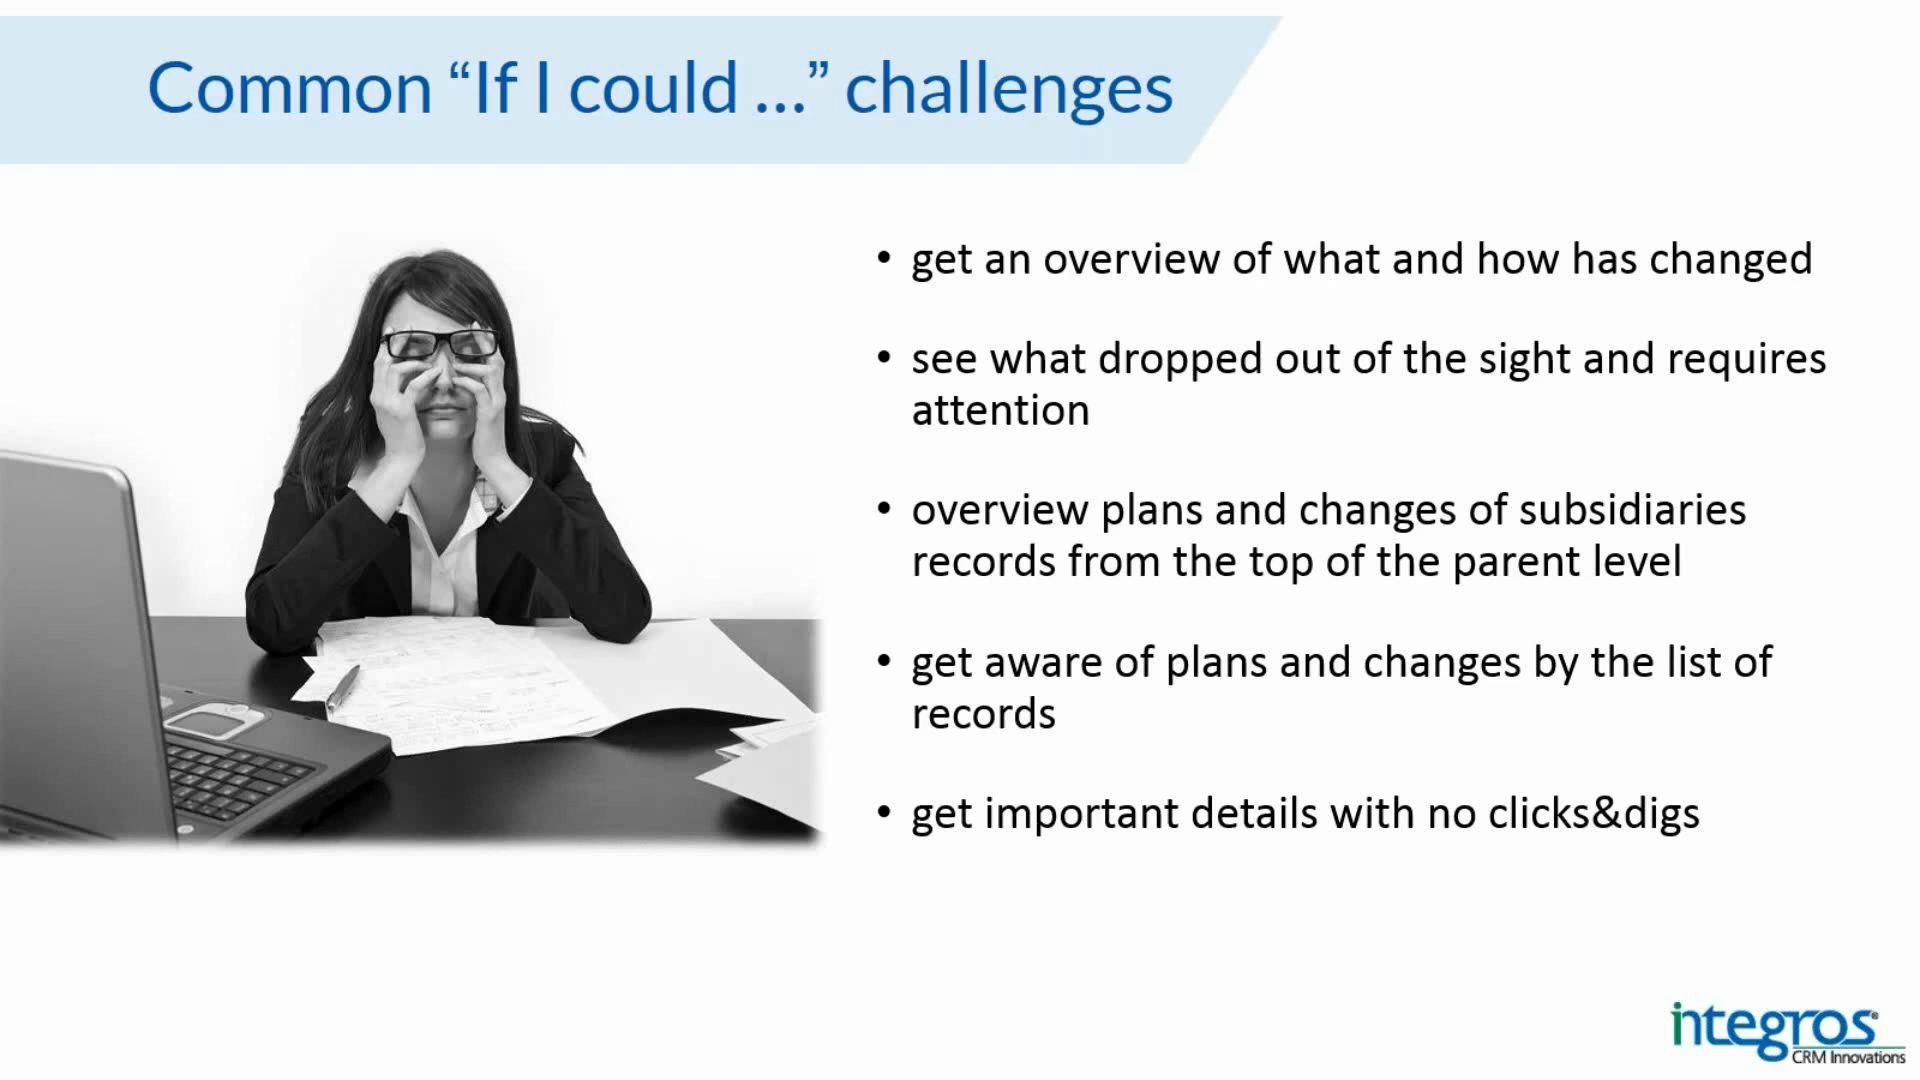 Common “If I could ...” challenges
• get an overview of what and how has changed
• see what dropped out of the sight and requires
attention
• overview plans and changes of subsidiaries
records from the top of the parent level
• get aware of plans and changes by the list of
records
• get important details with no clicks&digs
integros®
CRM Innovations